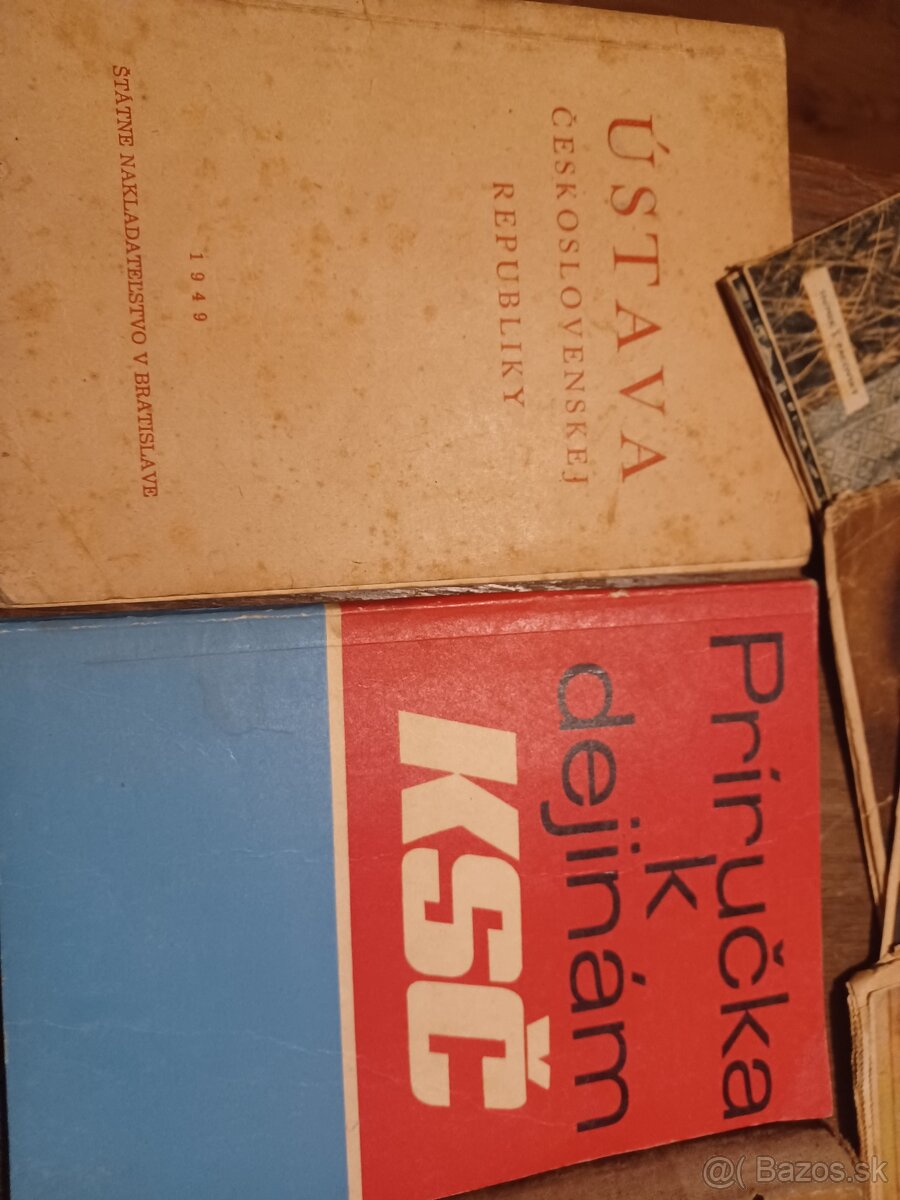 ÚSTAVA
ČESKOSLOVENSKEJ
REPUBLIKY
1949
ŠTÁTNE NAKLADATEĽSTVO V BRATISLAVE
Príručka
k
dejinám
KSČ
@( Bazos.sk